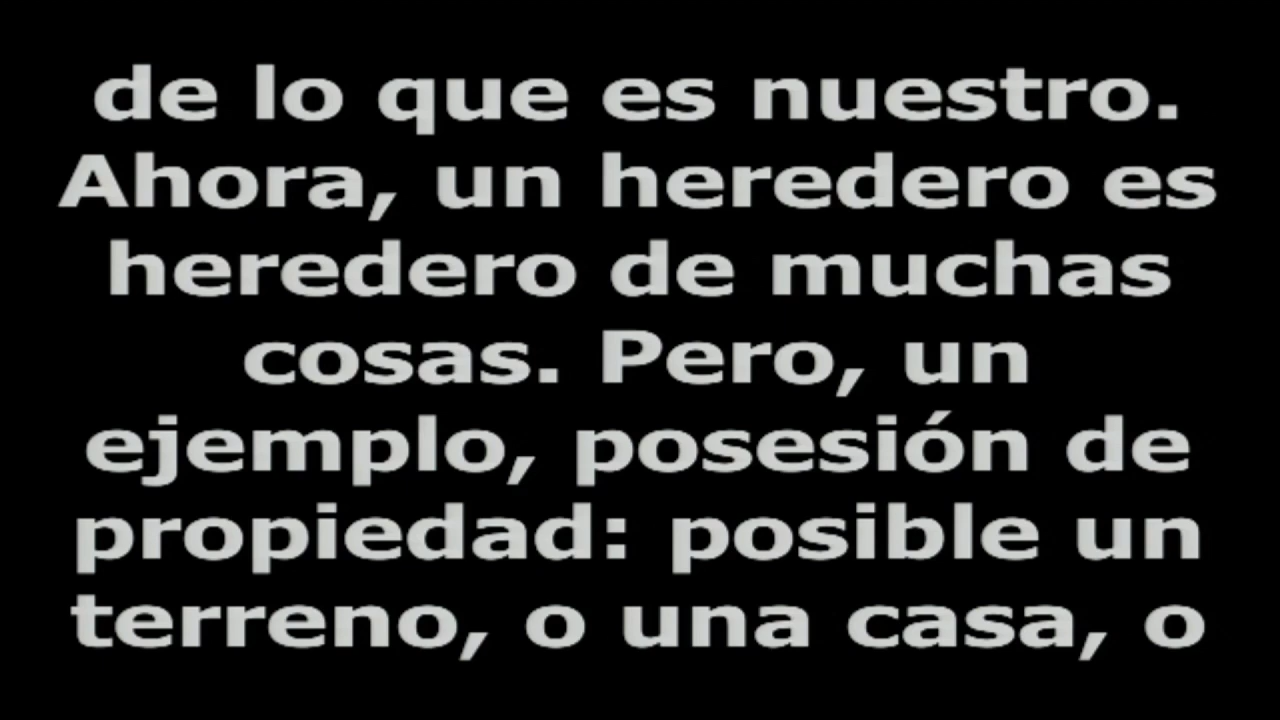 de lo que es nuestro.
Ahora, un heredero es
heredero de muchas
cosas. Pero, un
ejemplo, posesión de
propiedad: posible un
terreno, o una casa, o